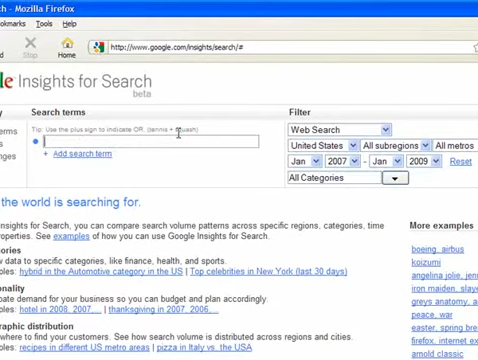 ch - Mozilla Firefox
okmarks Tools Help
Stop Home http://www.google.com/insights/search/#
le Insights for Search
beta
Search terms Filter
Tip: Use the plus sign to indicate OR. (tennis + squash)
Web Search
United States All subregions All metros
+ Add search term
Jan 2007 - Jan 2009 Reset
All Categories
the world is searching for.
Insights for Search, you can compare search volume patterns across specific regions, categories, time
operties. See examples of how you can use Google Insights for Search.
More examples
ories
w data to specific categories, like finance, health, and sports.
ples: hybrid in the Automotive category in the US | Top celebrities in New York (last 30 days)
onality
pate demand for your business so you can budget and plan accordingly.
ples: hotel in 2008, 2007, ... | thanksgiving in 2007, 2006, ...
graphic distribution
where to find your customers. See how search volume is distributed across regions and cities.
ples: recipes in different US metro areas | pizza in Italy vs. the USA
boeing, airbus
koizumi
angelina jolie, jen
iron maiden, slaye
greys anatomy, a
peace, war
easter, spring bre
firefox, internet ex
armani classic